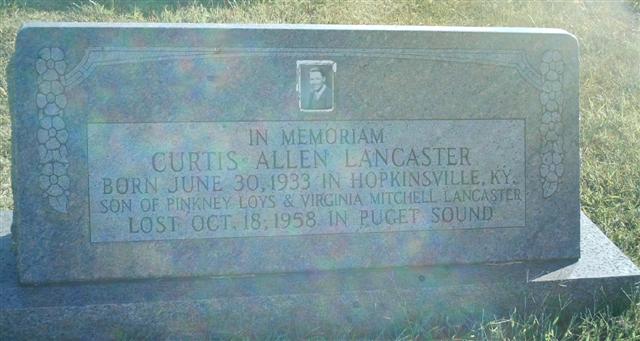 IN MEMORIAM
CURTIS ALLEN LANCASTER
BORN JUNE 30, 1933 IN HOPKINSVILLE, KY.
SON OF PINKNEY LOYS & VIRGINIA MITCHELL LANCASTER
LOST OCT. 18, 1958 IN PUGET SOUND